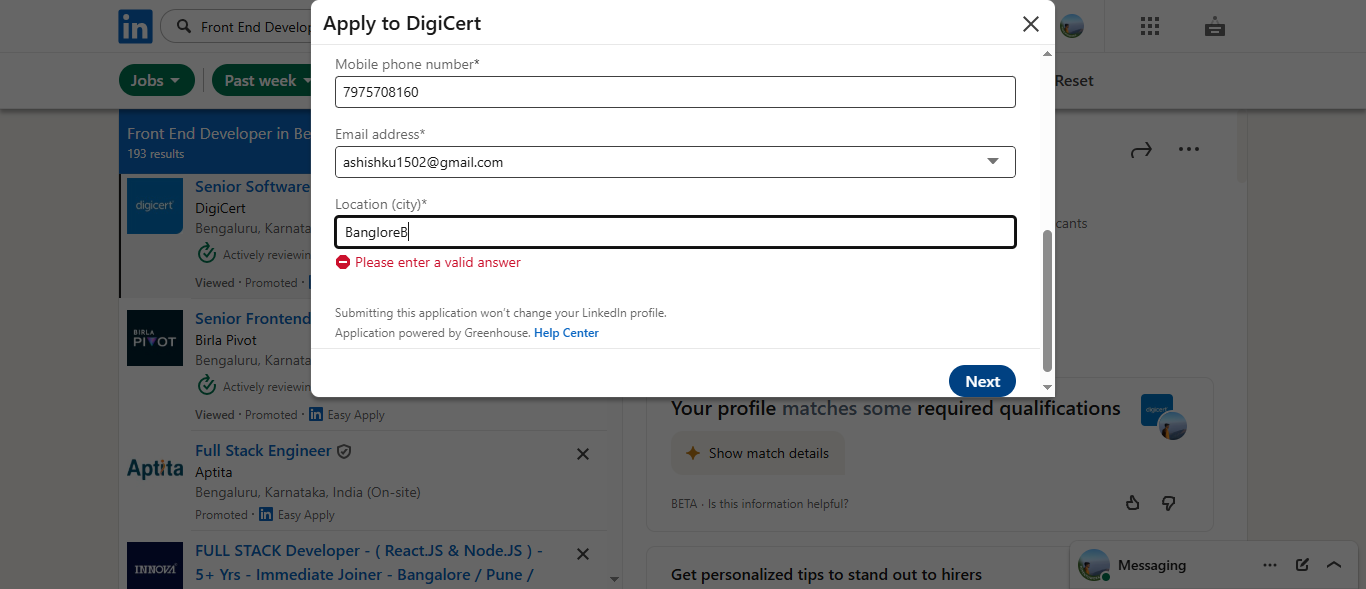 in
Front End Develop
Jobs
Past week
Reset
Front End Developer in Be
193 results
digicert
Senior Software
DigiCert
Bengaluru, Karnata
Actively reviewin
Viewed · Promoted ·
BIRLA
PIVOT
Senior Frontend
Birla Pivot
Bengaluru, Karnata
Actively reviewin
Viewed · Promoted · in Easy Apply
Aptita
Full Stack Engineer
Aptita
Bengaluru, Karnataka, India (On-site)
Promoted · in Easy Apply
INNOVA
FULL STACK Developer - ( React.JS & Node.JS ) -
5+ Yrs - Immediate Joiner - Bangalore / Pune /
Apply to DigiCert
Mobile phone number*
7975708160
Email address*
ashishku1502@gmail.com
Location (city)*
BangloreB
Please enter a valid answer
Submitting this application won't change your LinkedIn profile.
Application powered by Greenhouse. Help Center
Next
cants
Your profile matches some required qualifications
digicert
Show match details
BETA · Is this information helpful?
Get personalized tips to stand out to hirers
Messaging